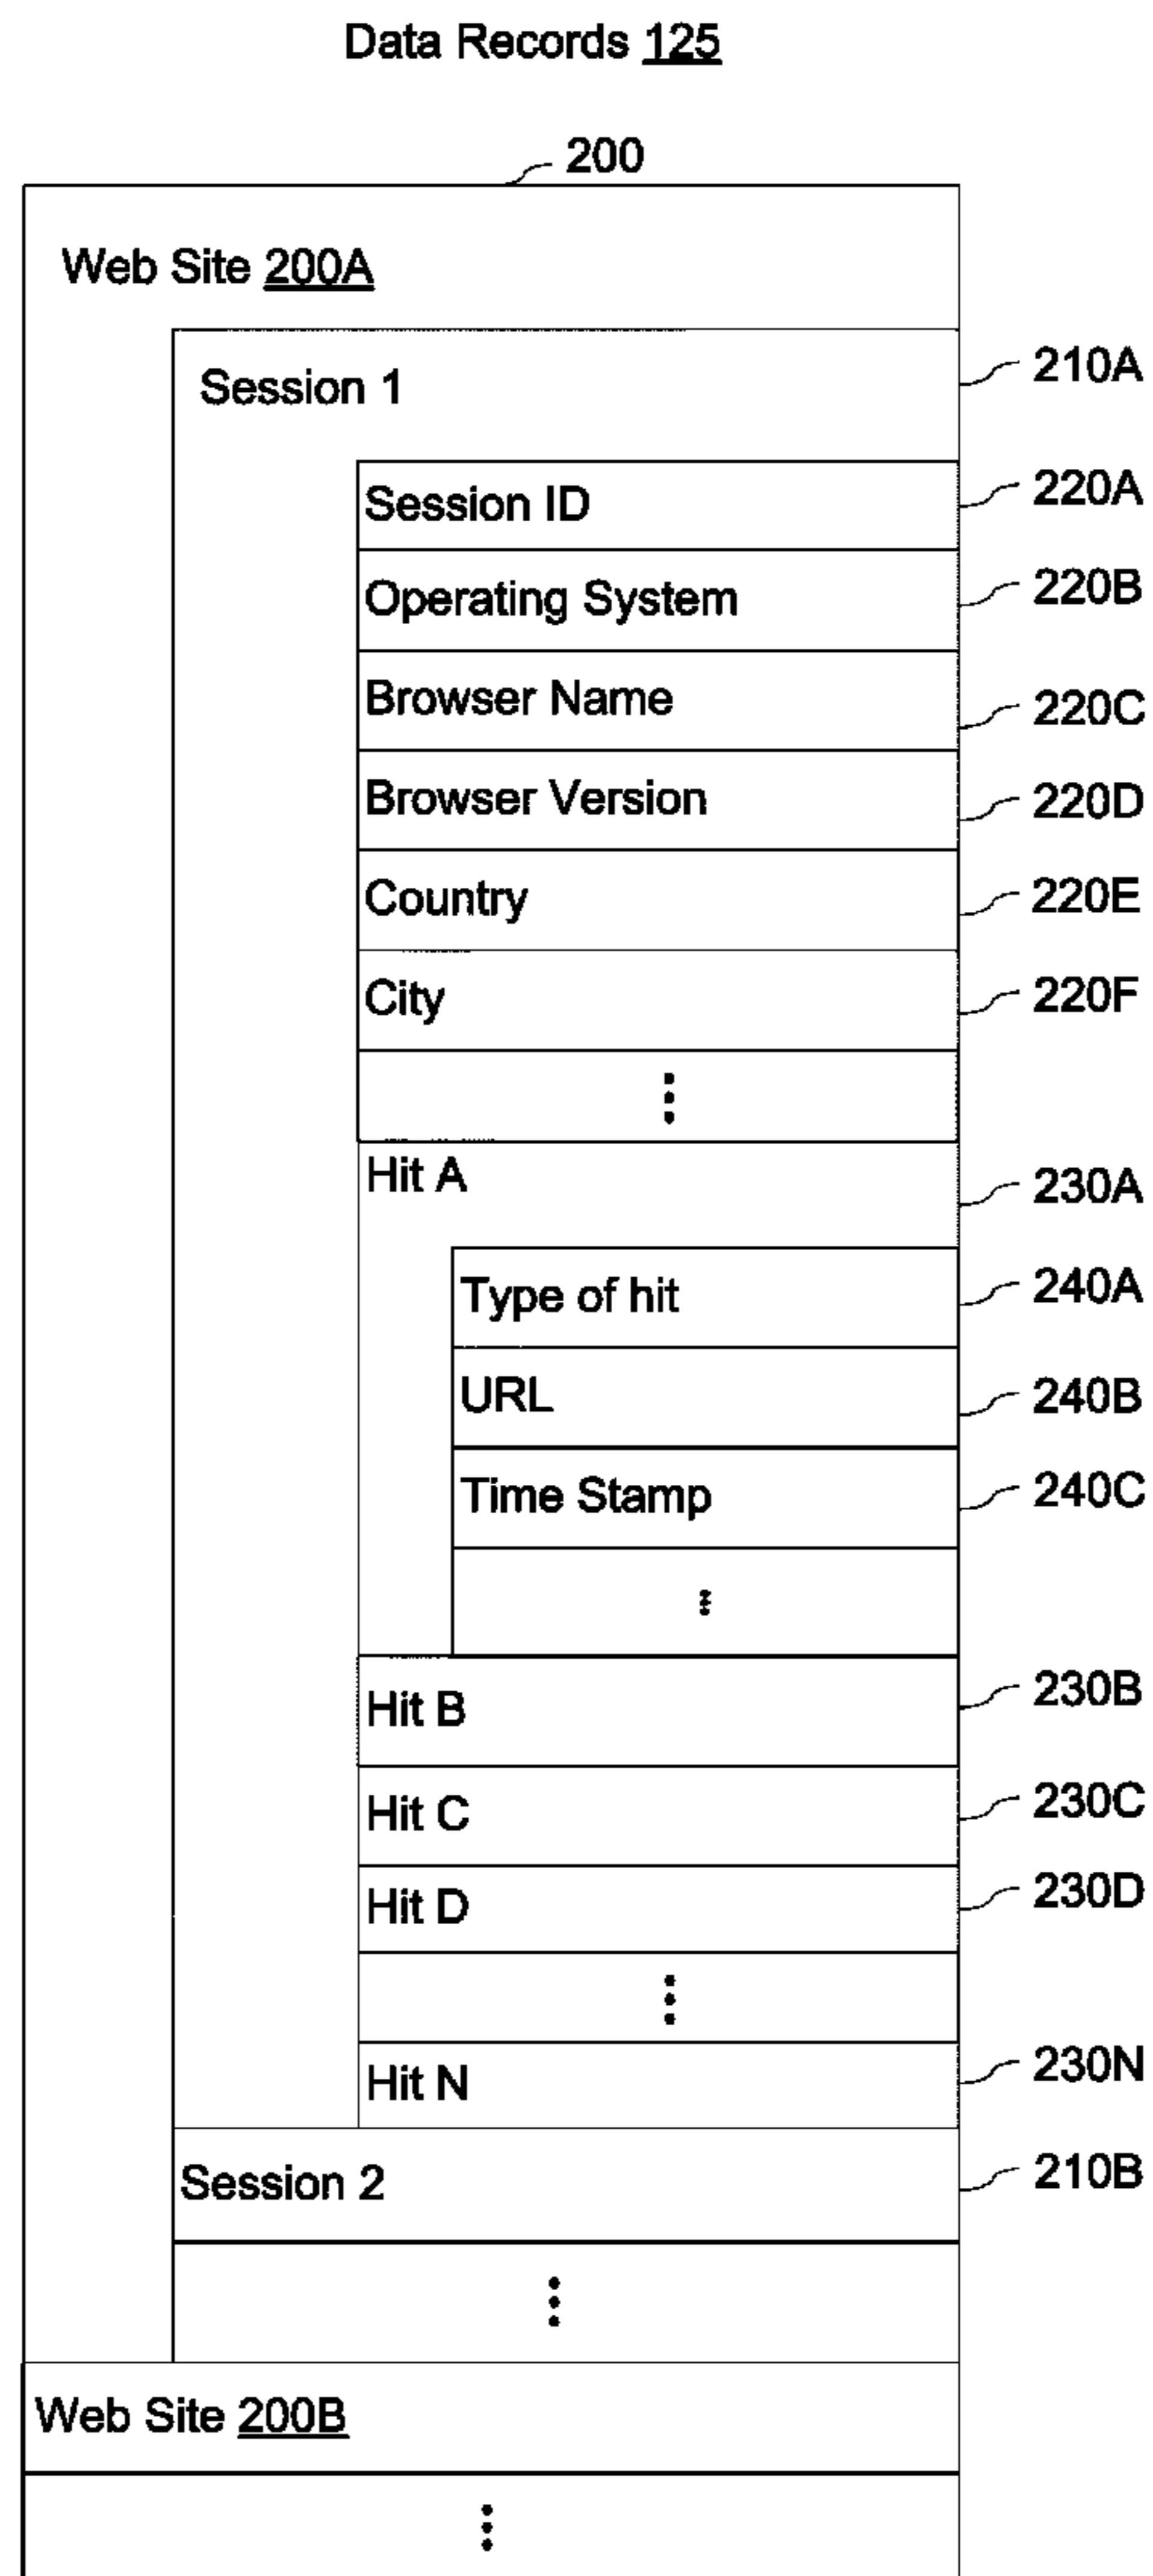 Data Records 125
200
Web Site 200A
Session 1 210A
Session ID 220A
Operating System 220B
Browser Name 220C
Browser Version 220D
Country 220E
City 220F
Hit A 230A
Type of hit 240A
URL 240B
Time Stamp 240C
Hit B 230B
Hit C 230C
Hit D 230D
Hit N 230N
Session 2 210B
Web Site 200B